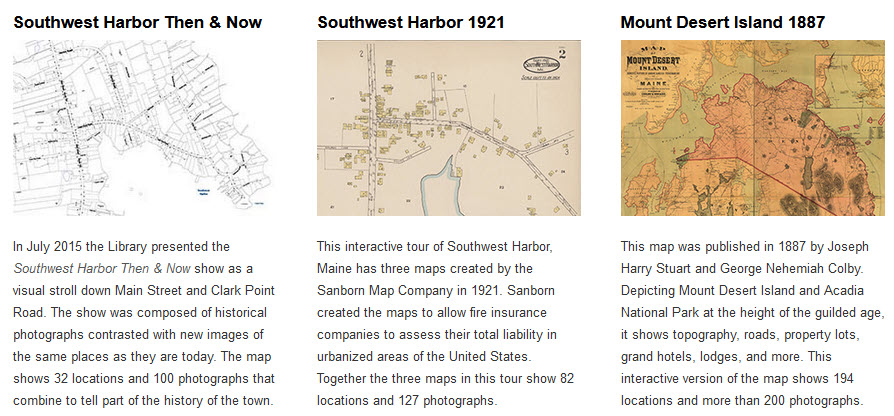 Southwest Harbor Then & Now
In July 2015 the Library presented the
Southwest Harbor Then & Now show as a
visual stroll down Main Street and Clark Point
Road. The show was composed of historical
photographs contrasted with new images of
the same places as they are today. The map
shows 32 locations and 100 photographs that
combine to tell part of the history of the town.
Southwest Harbor 1921
2
2
SOUTHWEST HARBOR
3
This interactive tour of Southwest Harbor,
Maine has three maps created by the
Sanborn Map Company in 1921. Sanborn
created the maps to allow fire insurance
companies to assess their total liability in
urbanized areas of the United States.
Together the three maps in this tour show 82
locations and 127 photographs.
Mount Desert Island 1887
MAP
OF
MOUNT DESERT
ISLAND,
MAINE.
This map was published in 1887 by Joseph
Harry Stuart and George Nehemiah Colby.
Depicting Mount Desert Island and Acadia
National Park at the height of the guilded age,
it shows topography, roads, property lots,
grand hotels, lodges, and more. This
interactive version of the map shows 194
locations and more than 200 photographs.